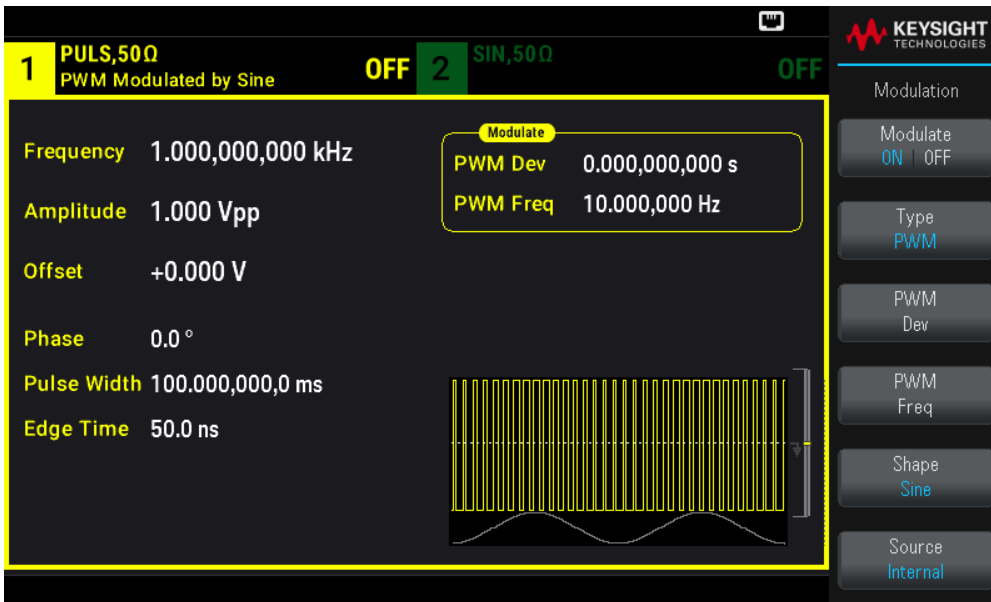 KEYSIGHT
TECHNOLOGIES
1
PULS,50Ω
PWM Modulated by Sine
OFF
2
SIN,50Ω
OFF
Modulation
Frequency 1.000,000,000 kHz
Amplitude 1.000 Vpp
Offset +0.000 V
Phase 0.0 °
Pulse Width 100.000,000,0 ms
Edge Time 50.0 ns
Modulate
PWM Dev 0.000,000,000 s
PWM Freq 10.000,000 Hz
Modulate
ON | OFF
Type
PWM
PWM
Dev
PWM
Freq
Shape
Sine
Source
Internal